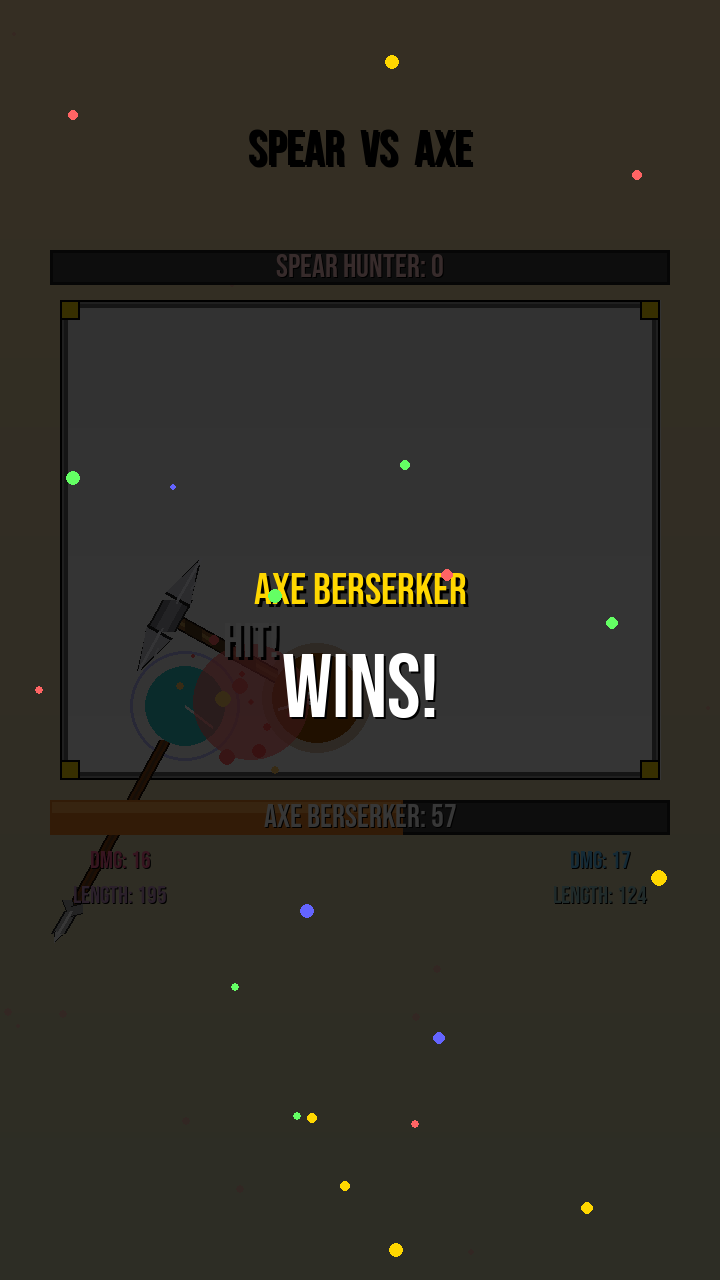 SPEAR VS AXE
SPEAR HUNTER: 0
AXE BERSERKER
HIT!
WINS!
AXE BERSERKER: 57
DMG: 16
LENGTH: 195
DMG: 17
LENGTH: 124